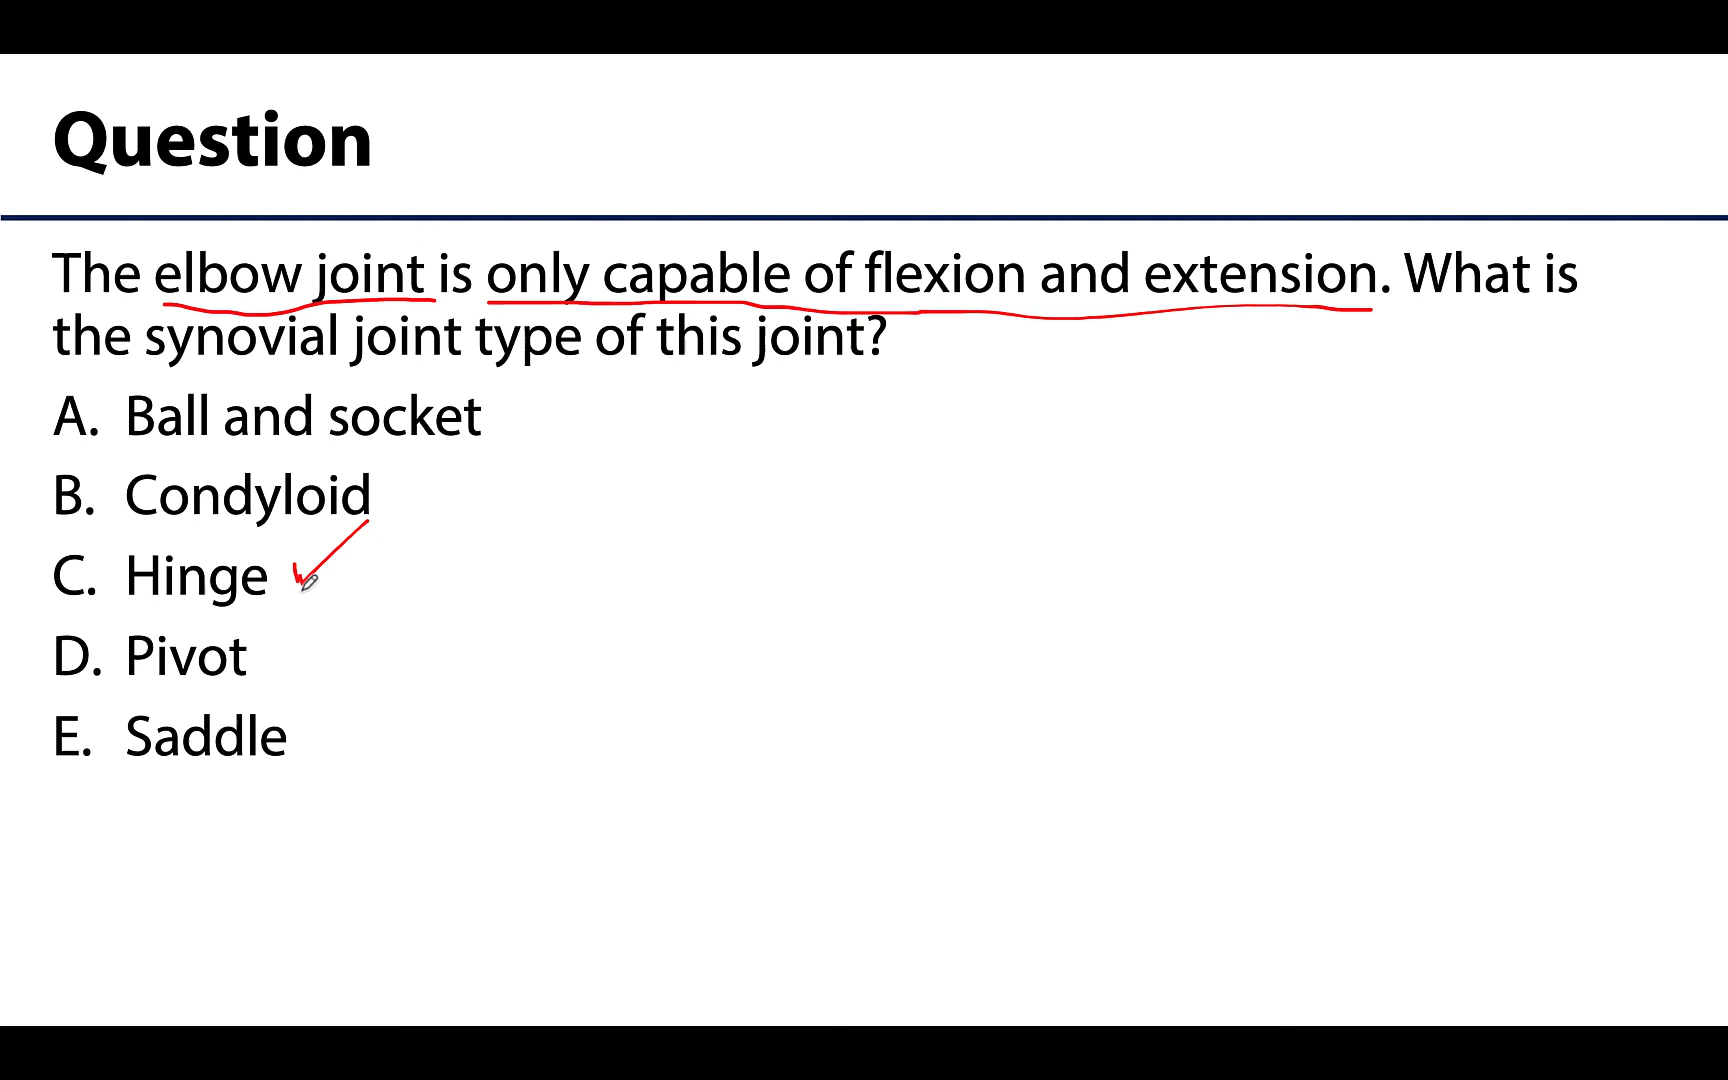 Question
The elbow joint is only capable of flexion and extension. What is
the synovial joint type of this joint?
A. Ball and socket
B. Condyloid
C. Hinge
D. Pivot
E. Saddle